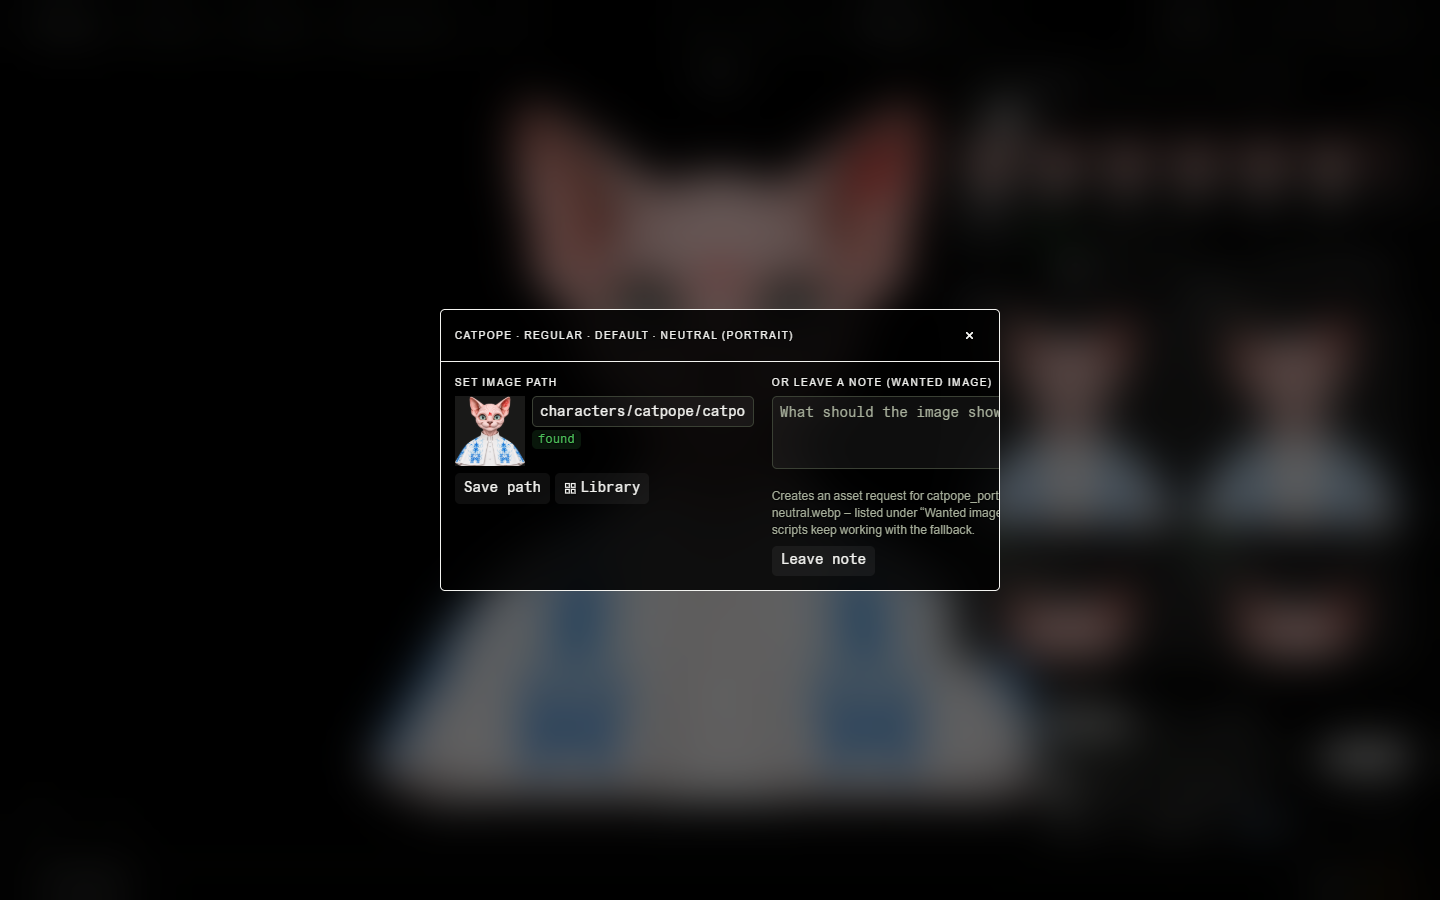 CATPOPE · REGULAR · DEFAULT · NEUTRAL (PORTRAIT)
×
SET IMAGE PATH
characters/catpope/catpo
found
Save path
Library
OR LEAVE A NOTE (WANTED IMAGE)
What should the image show
Creates an asset request for catpope_port
neutral.webp — listed under “Wanted image
scripts keep working with the fallback.
Leave note